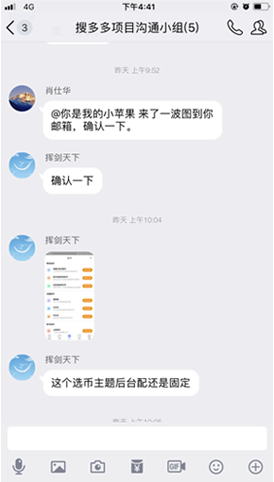 4G
下午4:41
3
搜多多项目沟通小组(5)
昨天 上午9:52
肖仕华
@你是我的小苹果 来了一波图到你
邮箱，确认一下。
挥剑天下
确认一下
昨天 上午10:04
挥剑天下
挥剑天下
这个选币主题后台配还是固定
GIF